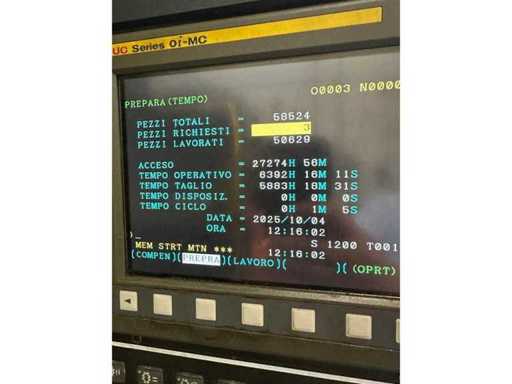 UC Series 0i-MC
PREPARA(TEMPO) O0003 N0000
PEZZI TOTALI = 58524
PEZZI RICHIESTI = 3
PEZZI LAVORATI = 50629
ACCESO = 27274H 56M
TEMPO OPERATIVO = 6392H 16M 11S
TEMPO TAGLIO = 5883H 18M 31S
TEMPO DISPOSIZ. = 0H 0M 0S
TEMPO CICLO = 0H 1M 5S
DATA = 2025/10/04
ORA = 12:16:02
)_
S 1200 T001
MEM STRT MTN *** 12:16:02
(COMPEN)(PREPRA)(LAVORO)( )( (OPRT)